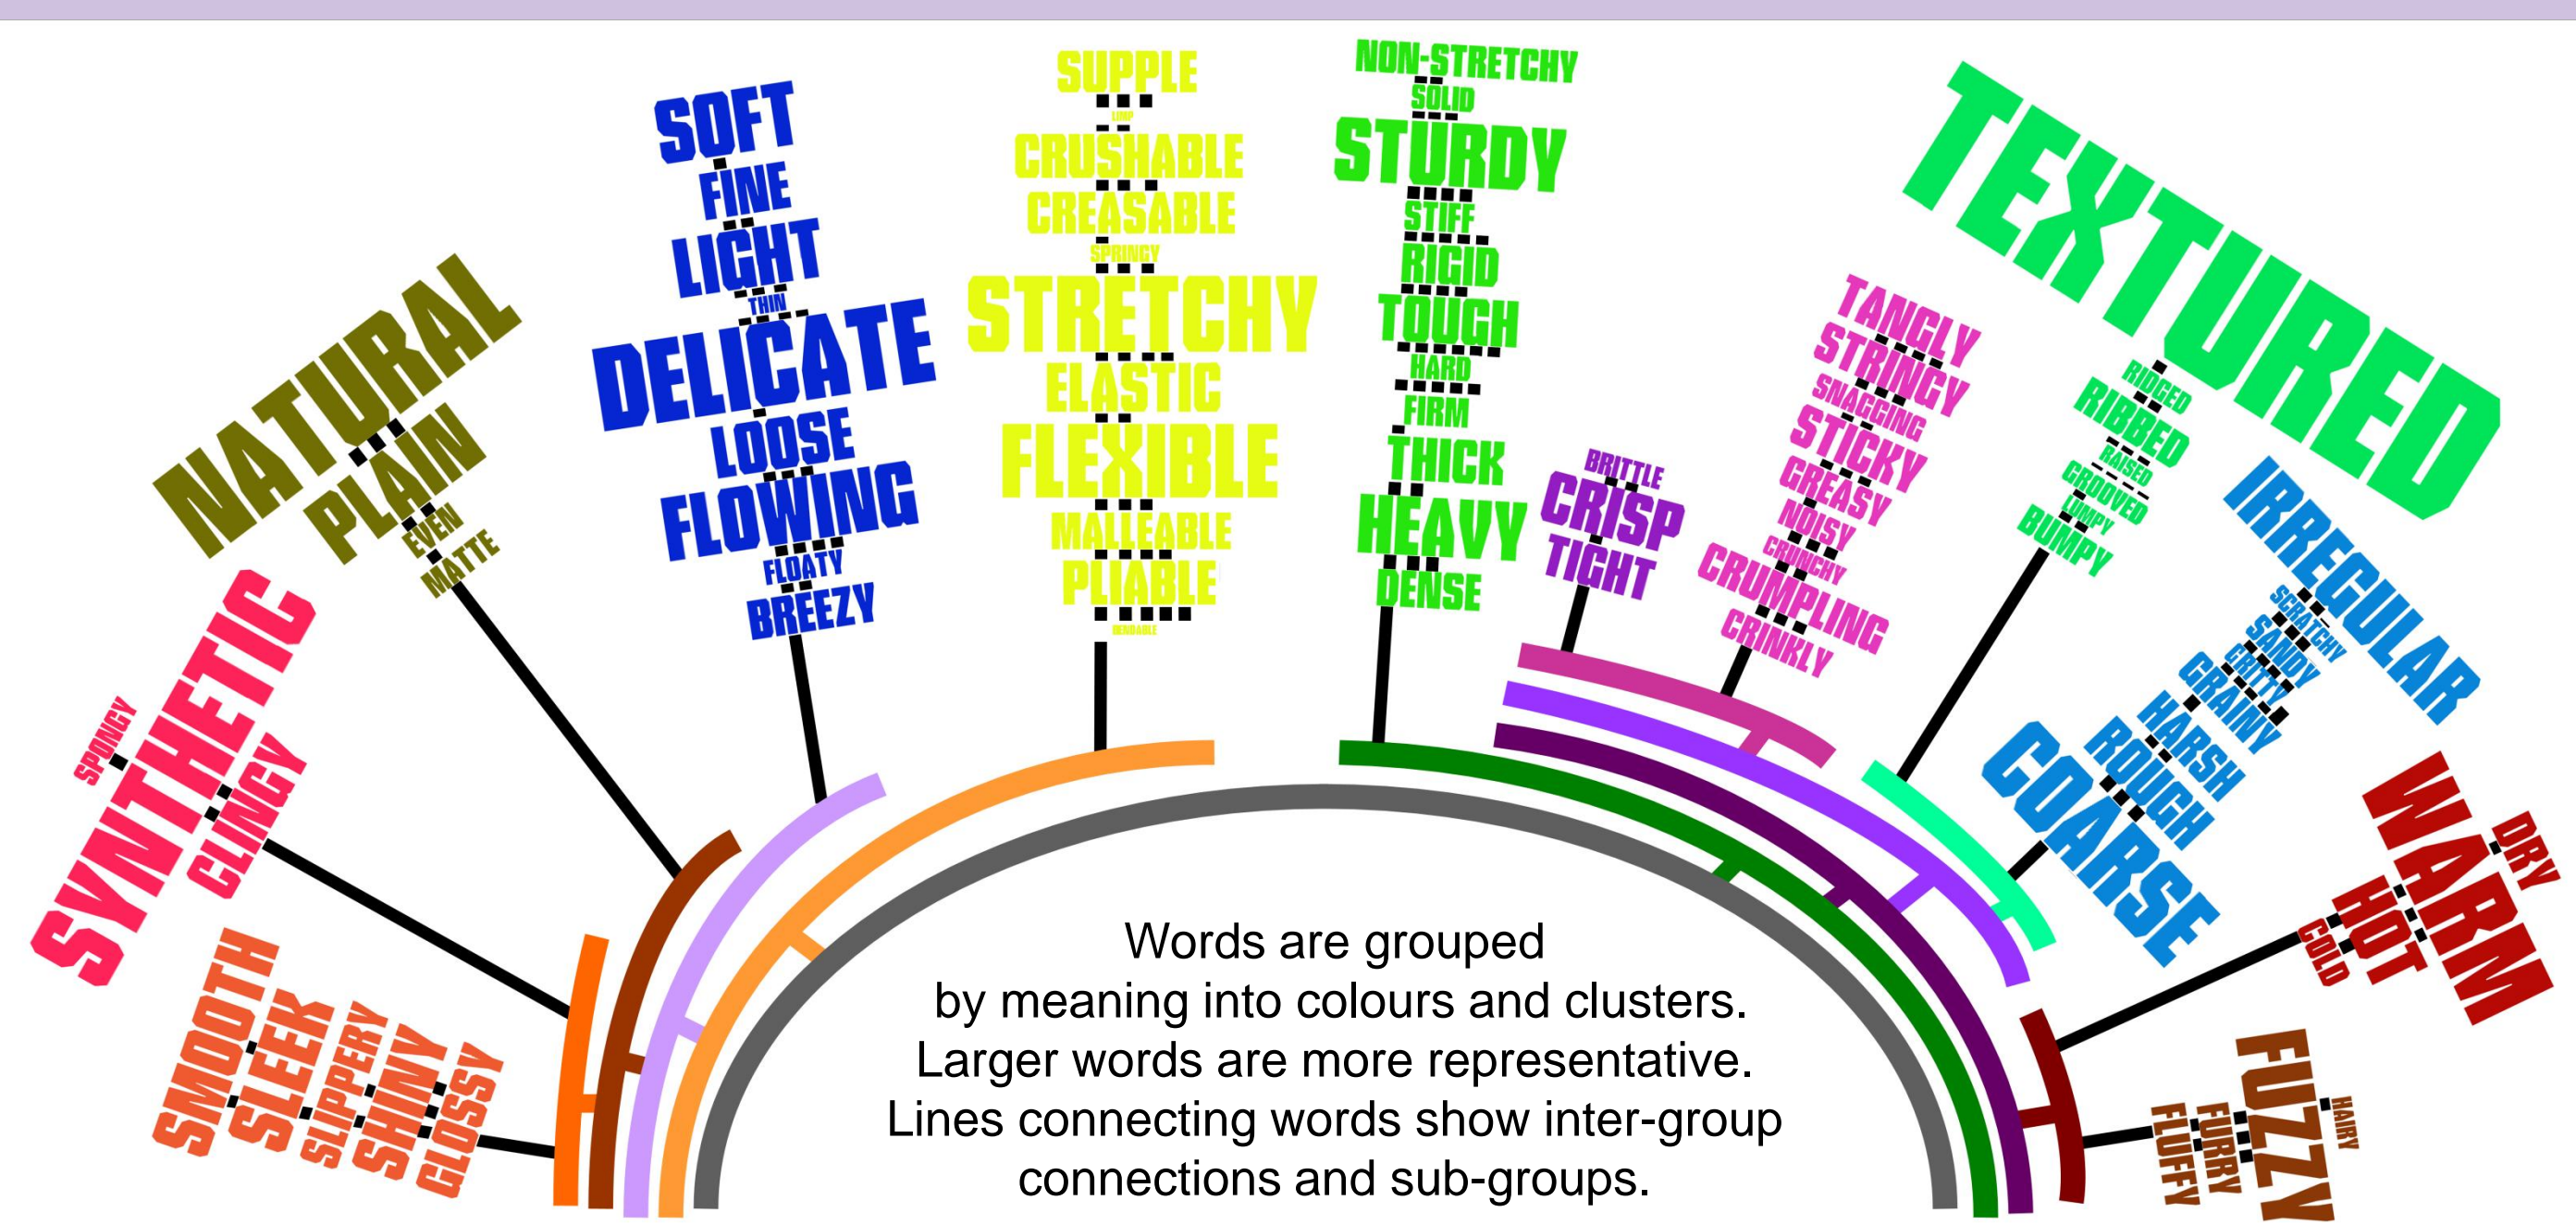 SMOOTH
SLEEK
SLIPPERY
SHINY
GLOSSY
SPONGY
SYNTHETIC
CLINGY
NATURAL
PLAIN
EVEN
MATTE
SOFT
FINE
LIGHT
THIN
DELICATE
LOOSE
FLOWING
FLOATY
BREEZY
SUPPLE
LIMP
CRUSHABLE
CREASABLE
SPRINGY
STRETCHY
ELASTIC
FLEXIBLE
MALLEABLE
PLIABLE
BENDABLE
NON-STRETCHY
SOLID
STURDY
STIFF
RIGID
TOUGH
HARD
FIRM
THICK
HEAVY
DENSE
BRITTLE
CRISP
TIGHT
TANGLY
STRINGY
SNAGGING
STICKY
GREASY
NOISY
CRUNCHY
CRUMPLING
CRINKLY
TEXTURED
RIDGED
RIBBED
RAISED
GROOVED
LUMPY
BUMPY
IRREGULAR
SCRATCHY
SANDY
GRITTY
GRAINY
HARSH
ROUGH
COARSE
DRY
WARM
HOT
COLD
HAIRY
FUZZY
FURRY
FLUFFY
Words are grouped
by meaning into colours and clusters.
Larger words are more representative.
Lines connecting words show inter-group
connections and sub-groups.